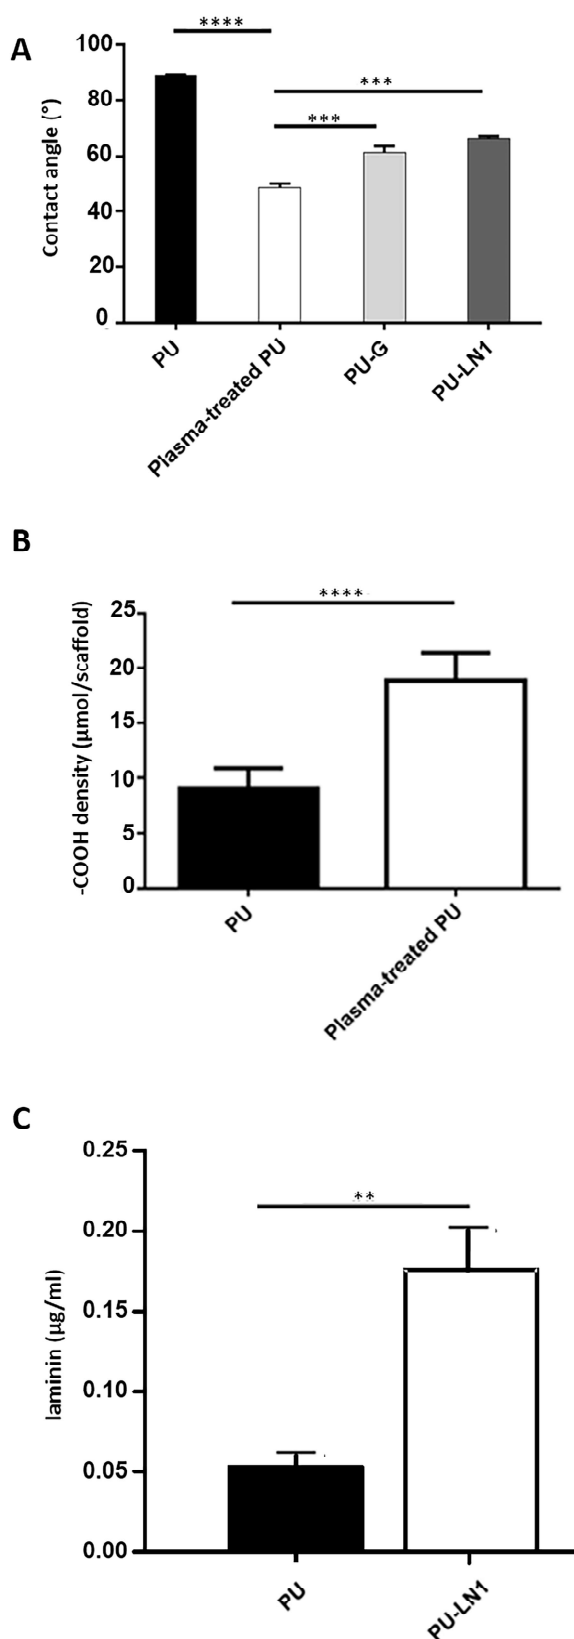 A
****
***
***
Contact angle (°)
100
80
60
40
20
0
PU
Plasma-treated PU
PU-G
PU-LN1
B
****
-COOH density (µmol/scaffold)
25
20
15
10
5
0
PU
Plasma-treated PU
C
**
laminin (µg/ml)
0.25
0.20
0.15
0.10
0.05
0.00
PU
PU-LN1